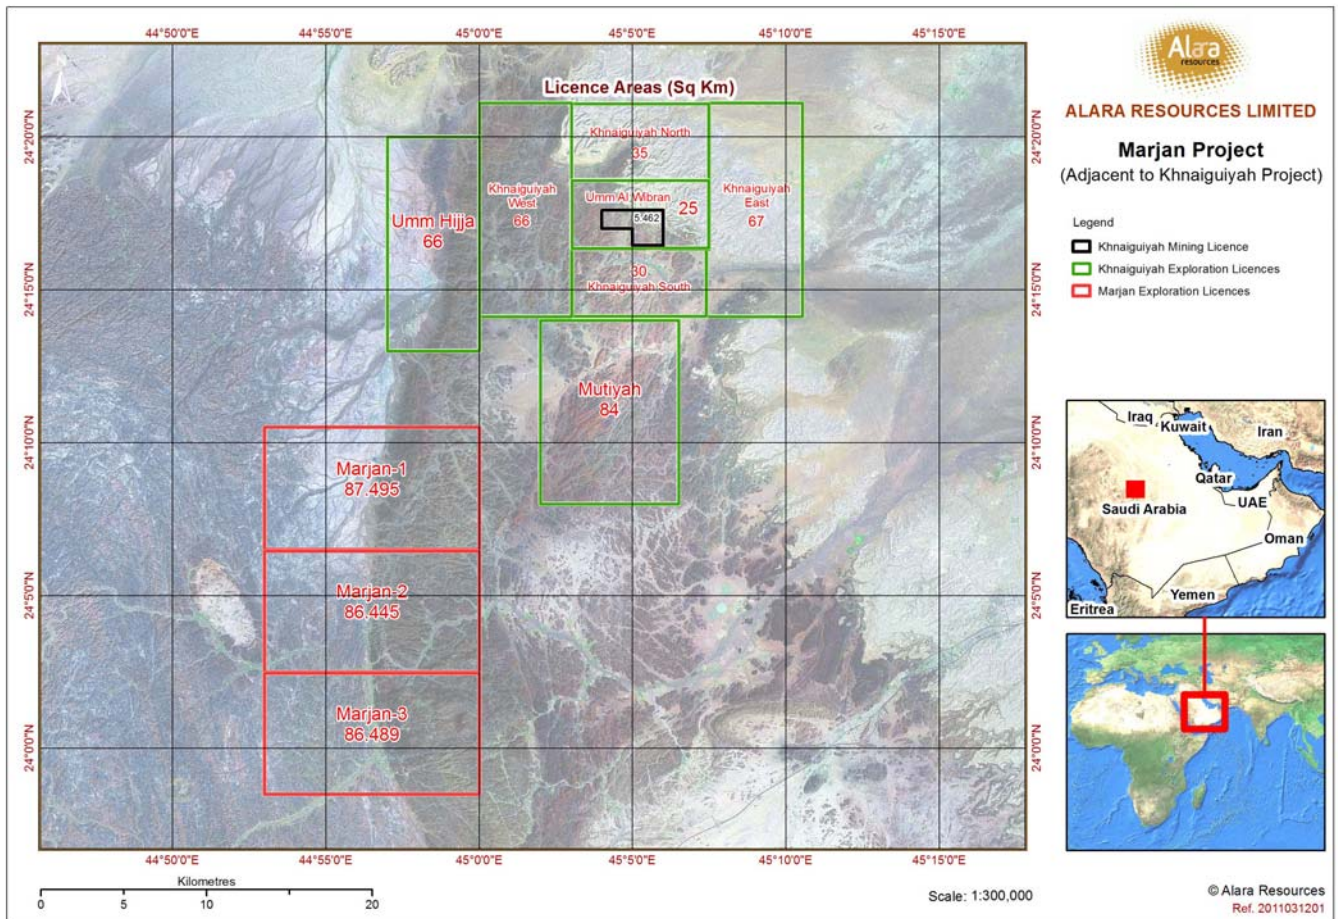 44°50'0"E
44°55'0"E
45°0'0"E
45°5'0"E
45°10'0"E
45°15'0"E
Licence Areas (Sq Km)
24°20'0"N
24°15'0"N
24°10'0"N
24°5'0"N
24°0'0"N
Khnaiguiyah North
35
Khnaiguiyah
West
66
Umm Al Wibran
25
5.462
Khnaiguiyah
East
67
Umm Hijja
66
30
Khnaiguiyah South
Mutiyah
84
Marjan-1
87.495
Marjan-2
86.445
Marjan-3
86.489
24°20'0"N
24°15'0"N
24°10'0"N
24°5'0"N
24°0'0"N
44°50'0"E
44°55'0"E
45°0'0"E
45°5'0"E
45°10'0"E
45°15'0"E
Kilometres
0 5 10 20
Scale: 1:300,000
Alara
resources
ALARA RESOURCES LIMITED
Marjan Project
(Adjacent to Khnaiguiyah Project)
Legend
Khnaiguiyah Mining Licence
Khnaiguiyah Exploration Licences
Marjan Exploration Licences
Iraq
Kuwait
Iran
Qatar
Saudi Arabia
UAE
Oman
Yemen
Eritrea
© Alara Resources
Ref. 2011031201